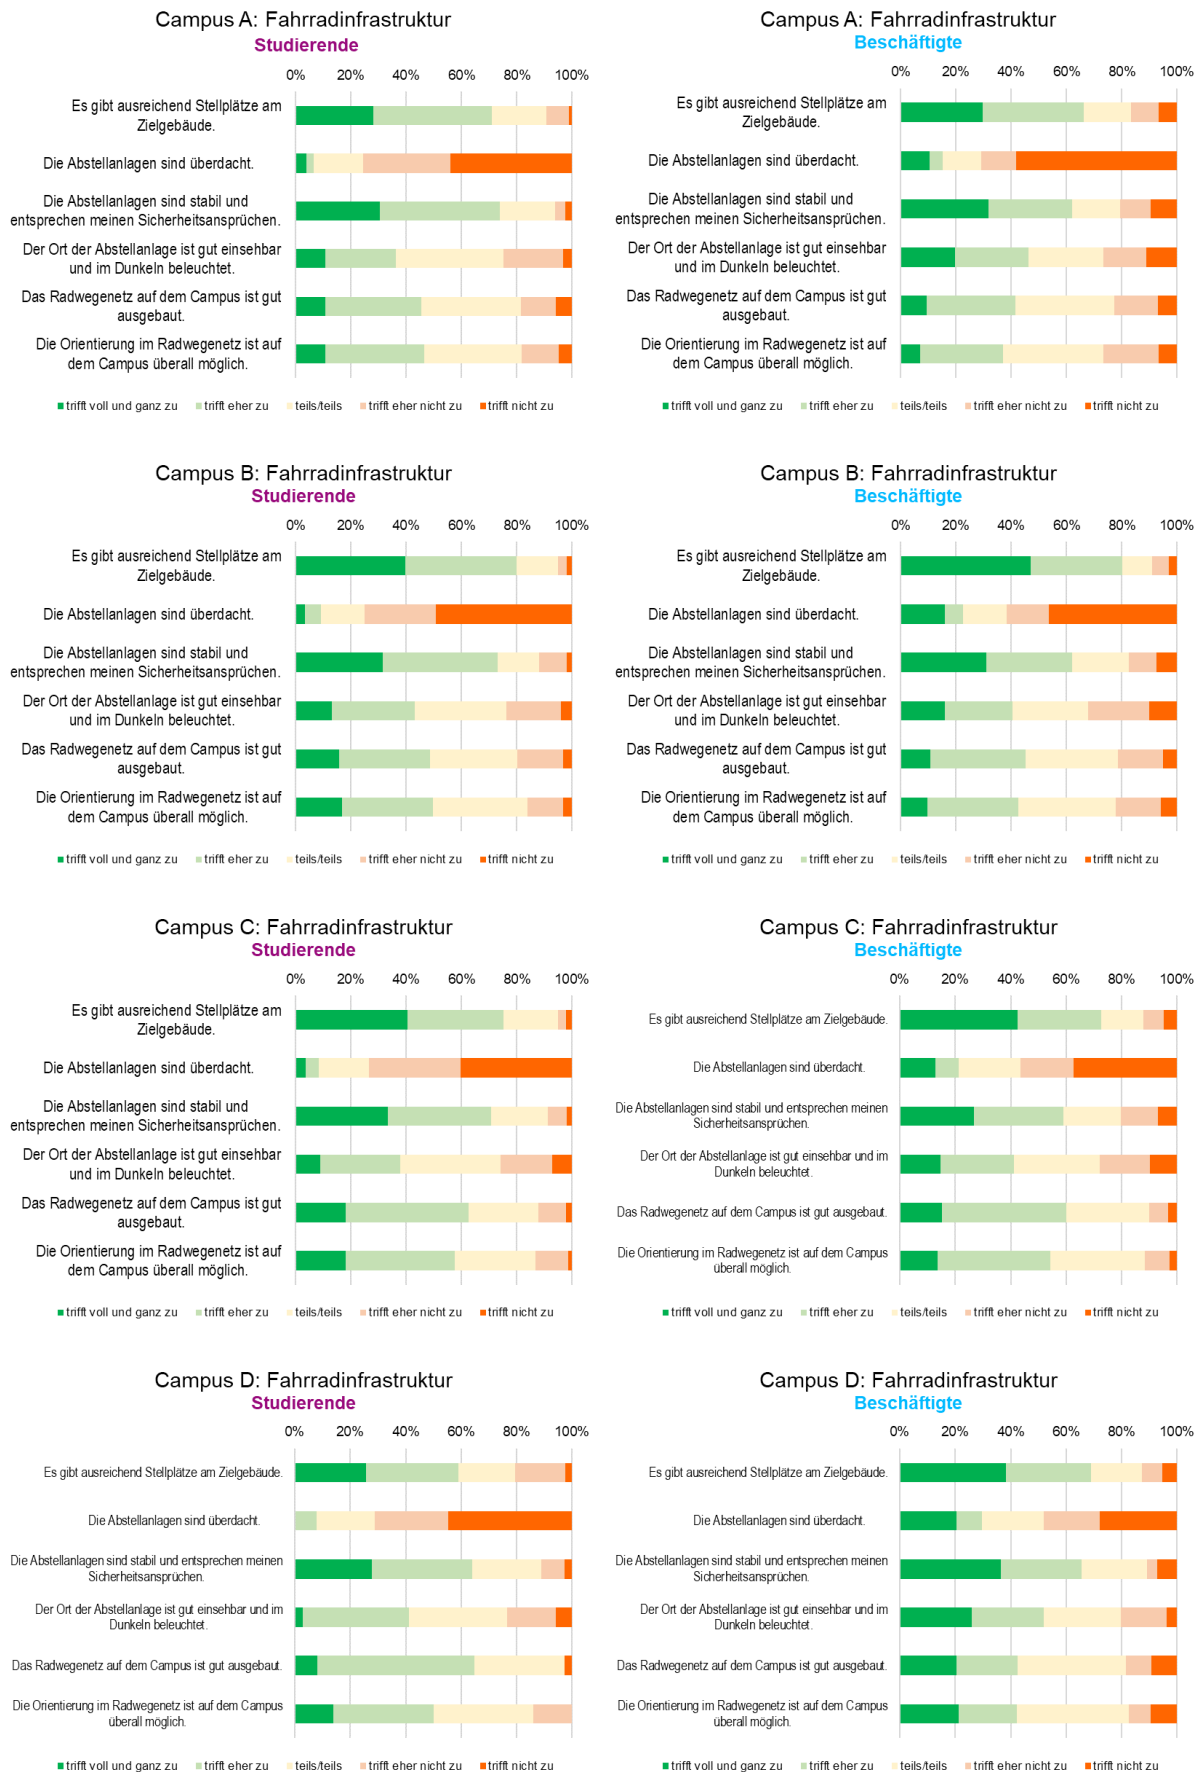 Campus A: Fahrradinfrastruktur
Studierende
0% 20% 40% 60% 80% 100%
Es gibt ausreichend Stellplätze am
Zielgebäude.
Die Abstellanlagen sind überdacht.
Die Abstellanlagen sind stabil und
entsprechen meinen Sicherheitsansprüchen.
Der Ort der Abstellanlage ist gut einsehbar
und im Dunkeln beleuchtet.
Das Radwegenetz auf dem Campus ist gut
ausgebaut.
Die Orientierung im Radwegenetz ist auf
dem Campus überall möglich.
trifft voll und ganz zu trifft eher zu teils/teils trifft eher nicht zu trifft nicht zu
Campus A: Fahrradinfrastruktur
Beschäftigte
0% 20% 40% 60% 80% 100%
Es gibt ausreichend Stellplätze am
Zielgebäude.
Die Abstellanlagen sind überdacht.
Die Abstellanlagen sind stabil und
entsprechen meinen Sicherheitsansprüchen.
Der Ort der Abstellanlage ist gut einsehbar
und im Dunkeln beleuchtet.
Das Radwegenetz auf dem Campus ist gut
ausgebaut.
Die Orientierung im Radwegenetz ist auf
dem Campus überall möglich.
trifft voll und ganz zu trifft eher zu teils/teils trifft eher nicht zu trifft nicht zu
Campus B: Fahrradinfrastruktur
Studierende
0% 20% 40% 60% 80% 100%
Es gibt ausreichend Stellplätze am
Zielgebäude.
Die Abstellanlagen sind überdacht.
Die Abstellanlagen sind stabil und
entsprechen meinen Sicherheitsansprüchen.
Der Ort der Abstellanlage ist gut einsehbar
und im Dunkeln beleuchtet.
Das Radwegenetz auf dem Campus ist gut
ausgebaut.
Die Orientierung im Radwegenetz ist auf
dem Campus überall möglich.
trifft voll und ganz zu trifft eher zu teils/teils trifft eher nicht zu trifft nicht zu
Campus B: Fahrradinfrastruktur
Beschäftigte
0% 20% 40% 60% 80% 100%
Es gibt ausreichend Stellplätze am
Zielgebäude.
Die Abstellanlagen sind überdacht.
Die Abstellanlagen sind stabil und
entsprechen meinen Sicherheitsansprüchen.
Der Ort der Abstellanlage ist gut einsehbar
und im Dunkeln beleuchtet.
Das Radwegenetz auf dem Campus ist gut
ausgebaut.
Die Orientierung im Radwegenetz ist auf
dem Campus überall möglich.
trifft voll und ganz zu trifft eher zu teils/teils trifft eher nicht zu trifft nicht zu
Campus C: Fahrradinfrastruktur
Studierende
0% 20% 40% 60% 80% 100%
Es gibt ausreichend Stellplätze am
Zielgebäude.
Die Abstellanlagen sind überdacht.
Die Abstellanlagen sind stabil und
entsprechen meinen Sicherheitsansprüchen.
Der Ort der Abstellanlage ist gut einsehbar
und im Dunkeln beleuchtet.
Das Radwegenetz auf dem Campus ist gut
ausgebaut.
Die Orientierung im Radwegenetz ist auf
dem Campus überall möglich.
trifft voll und ganz zu trifft eher zu teils/teils trifft eher nicht zu trifft nicht zu
Campus C: Fahrradinfrastruktur
Beschäftigte
0% 20% 40% 60% 80% 100%
Es gibt ausreichend Stellplätze am Zielgebäude.
Die Abstellanlagen sind überdacht.
Die Abstellanlagen sind stabil und entsprechen meinen
Sicherheitsansprüchen.
Der Ort der Abstellanlage ist gut einsehbar und im
Dunkeln beleuchtet.
Das Radwegenetz auf dem Campus ist gut ausgebaut.
Die Orientierung im Radwegenetz ist auf dem Campus
überall möglich.
trifft voll und ganz zu trifft eher zu teils/teils trifft eher nicht zu trifft nicht zu
Campus D: Fahrradinfrastruktur
Studierende
0% 20% 40% 60% 80% 100%
Es gibt ausreichend Stellplätze am Zielgebäude.
Die Abstellanlagen sind überdacht.
Die Abstellanlagen sind stabil und entsprechen meinen
Sicherheitsansprüchen.
Der Ort der Abstellanlage ist gut einsehbar und im
Dunkeln beleuchtet.
Das Radwegenetz auf dem Campus ist gut ausgebaut.
Die Orientierung im Radwegenetz ist auf dem Campus
überall möglich.
trifft voll und ganz zu trifft eher zu teils/teils trifft eher nicht zu trifft nicht zu
Campus D: Fahrradinfrastruktur
Beschäftigte
0% 20% 40% 60% 80% 100%
Es gibt ausreichend Stellplätze am Zielgebäude.
Die Abstellanlagen sind überdacht.
Die Abstellanlagen sind stabil und entsprechen meinen
Sicherheitsansprüchen.
Der Ort der Abstellanlage ist gut einsehbar und im
Dunkeln beleuchtet.
Das Radwegenetz auf dem Campus ist gut ausgebaut.
Die Orientierung im Radwegenetz ist auf dem Campus
überall möglich.
trifft voll und ganz zu trifft eher zu teils/teils trifft eher nicht zu trifft nicht zu